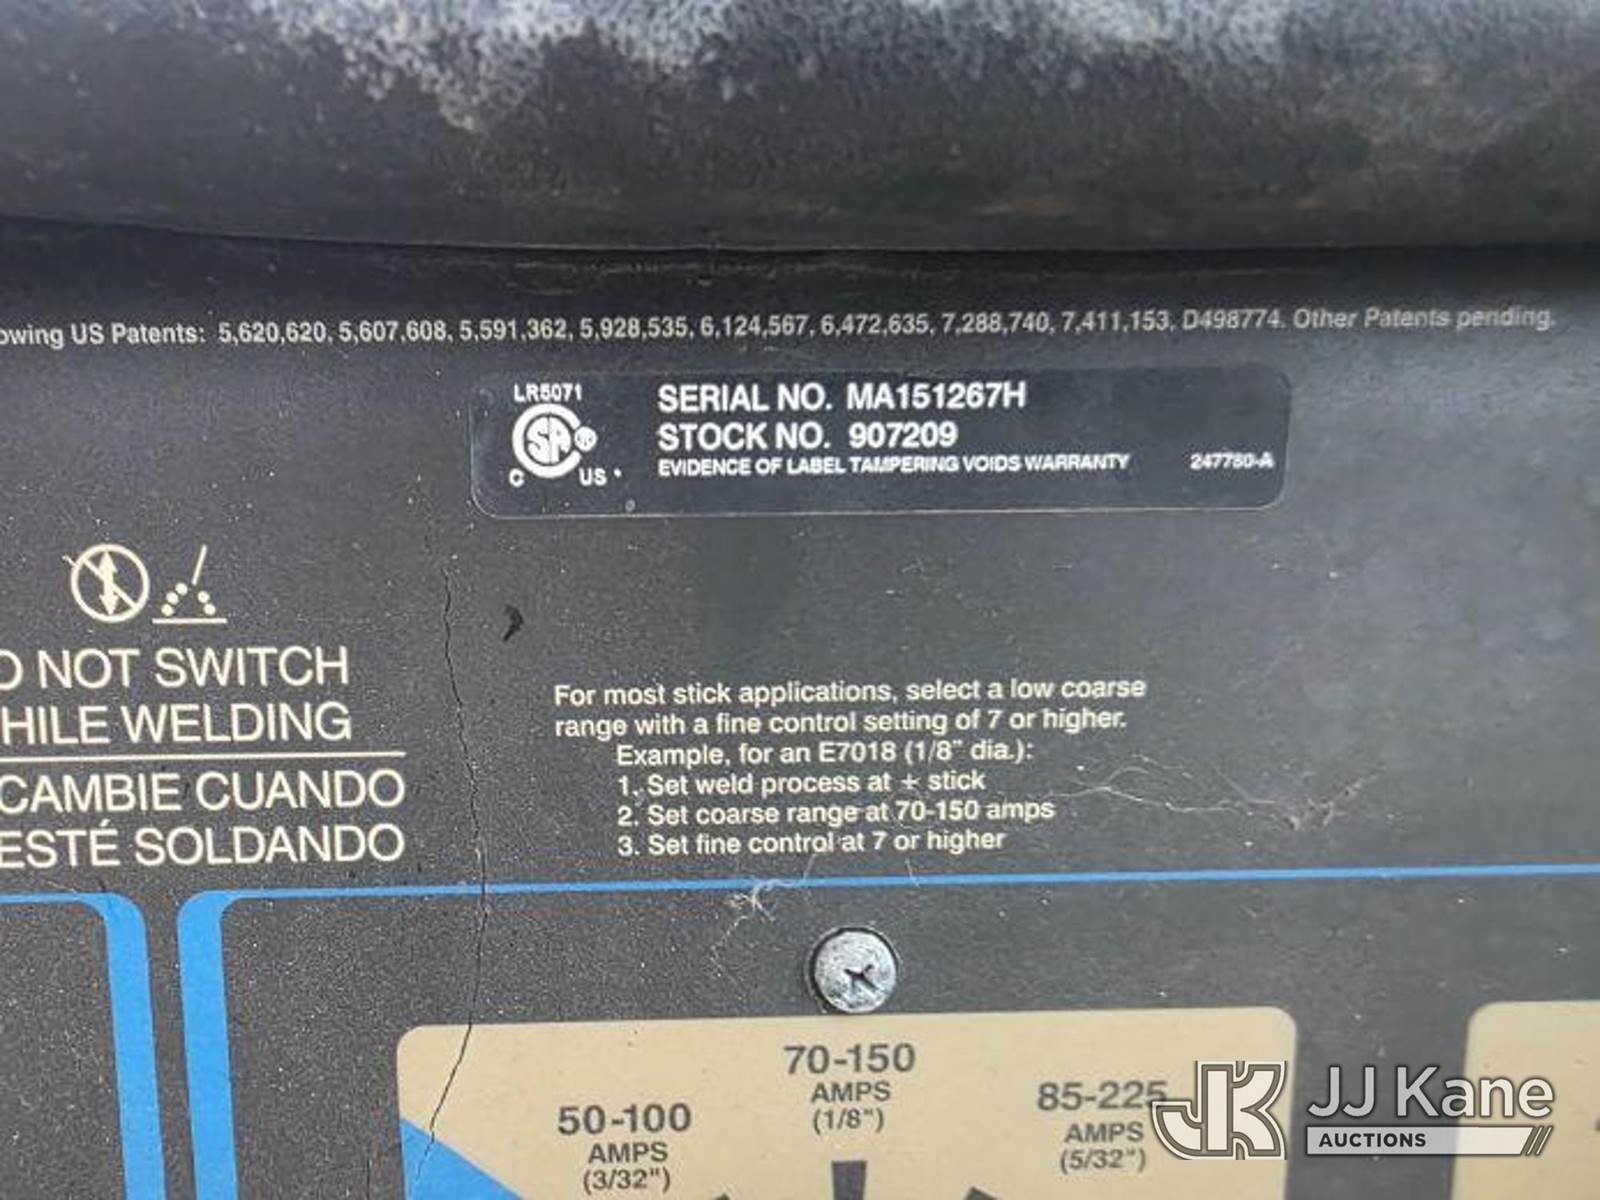 owing US Patents: 5,620,620, 5,607,608, 5,591,362, 5,928,535, 6,124,567, 6,472,635, 7,288,740, 7,411,153, D498774. Other Patents pending.
LR5071
SERIAL NO. MA151267H
STOCK NO. 907209
EVIDENCE OF LABEL TAMPERING VOIDS WARRANTY 247780-A
C US
O NOT SWITCH
HILE WELDING
CAMBIE CUANDO
ESTÉ SOLDANDO
For most stick applications, select a low coarse
range with a fine control setting of 7 or higher.
Example, for an E7018 (1/8" dia.):
1. Set weld process at + stick
2. Set coarse range at 70-150 amps
3. Set fine control at 7 or higher
50-100
AMPS
(3/32")
70-150
AMPS
(1/8")
85-225
AMPS
(5/32")
JK JJ Kane
AUCTIONS